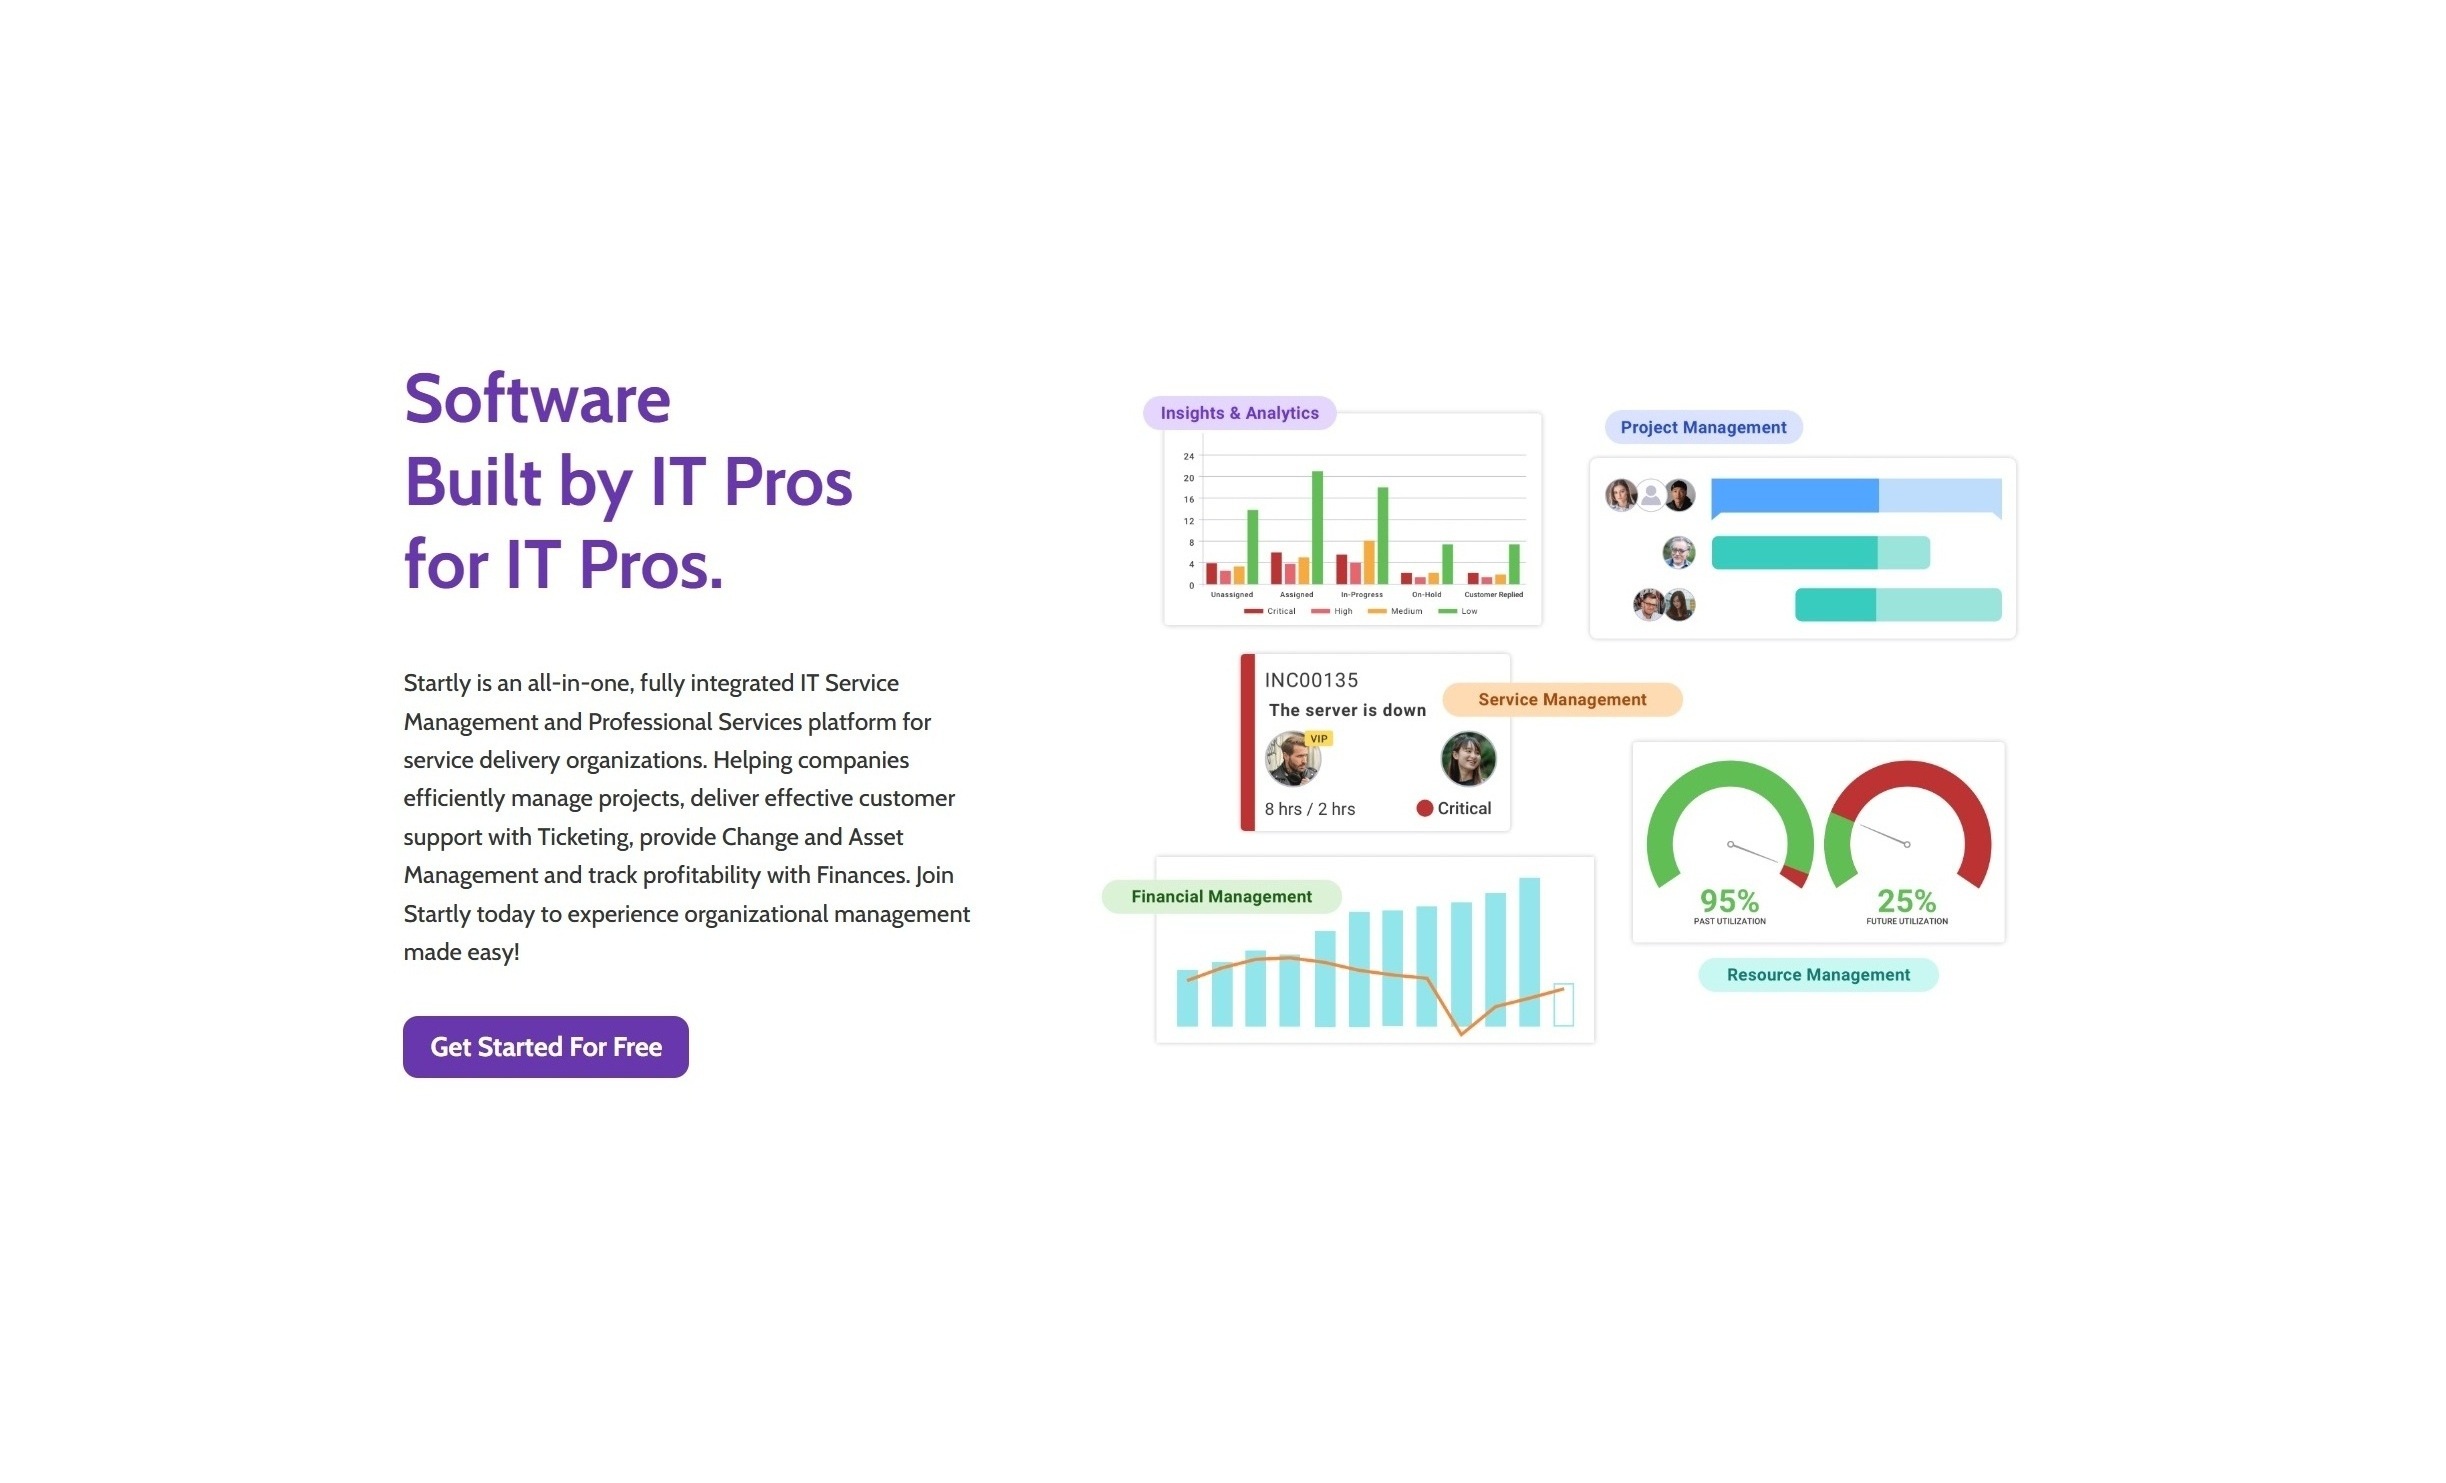 Software
Built by IT Pros
for IT Pros.
Startly is an all-in-one, fully integrated IT Service
Management and Professional Services platform for
service delivery organizations. Helping companies
efficiently manage projects, deliver effective customer
support with Ticketing, provide Change and Asset
Management and track profitability with Finances. Join
Startly today to experience organizational management
made easy!
Get Started For Free
Insights & Analytics
24
20
16
12
8
4
0
Unassigned Assigned In-Progress On-Hold Customer Replied
Critical High Medium Low
Project Management
INC00135
The server is down
VIP
8 hrs / 2 hrs Critical
Service Management
95% 25%
PAST UTILIZATION FUTURE UTILIZATION
Resource Management
Financial Management